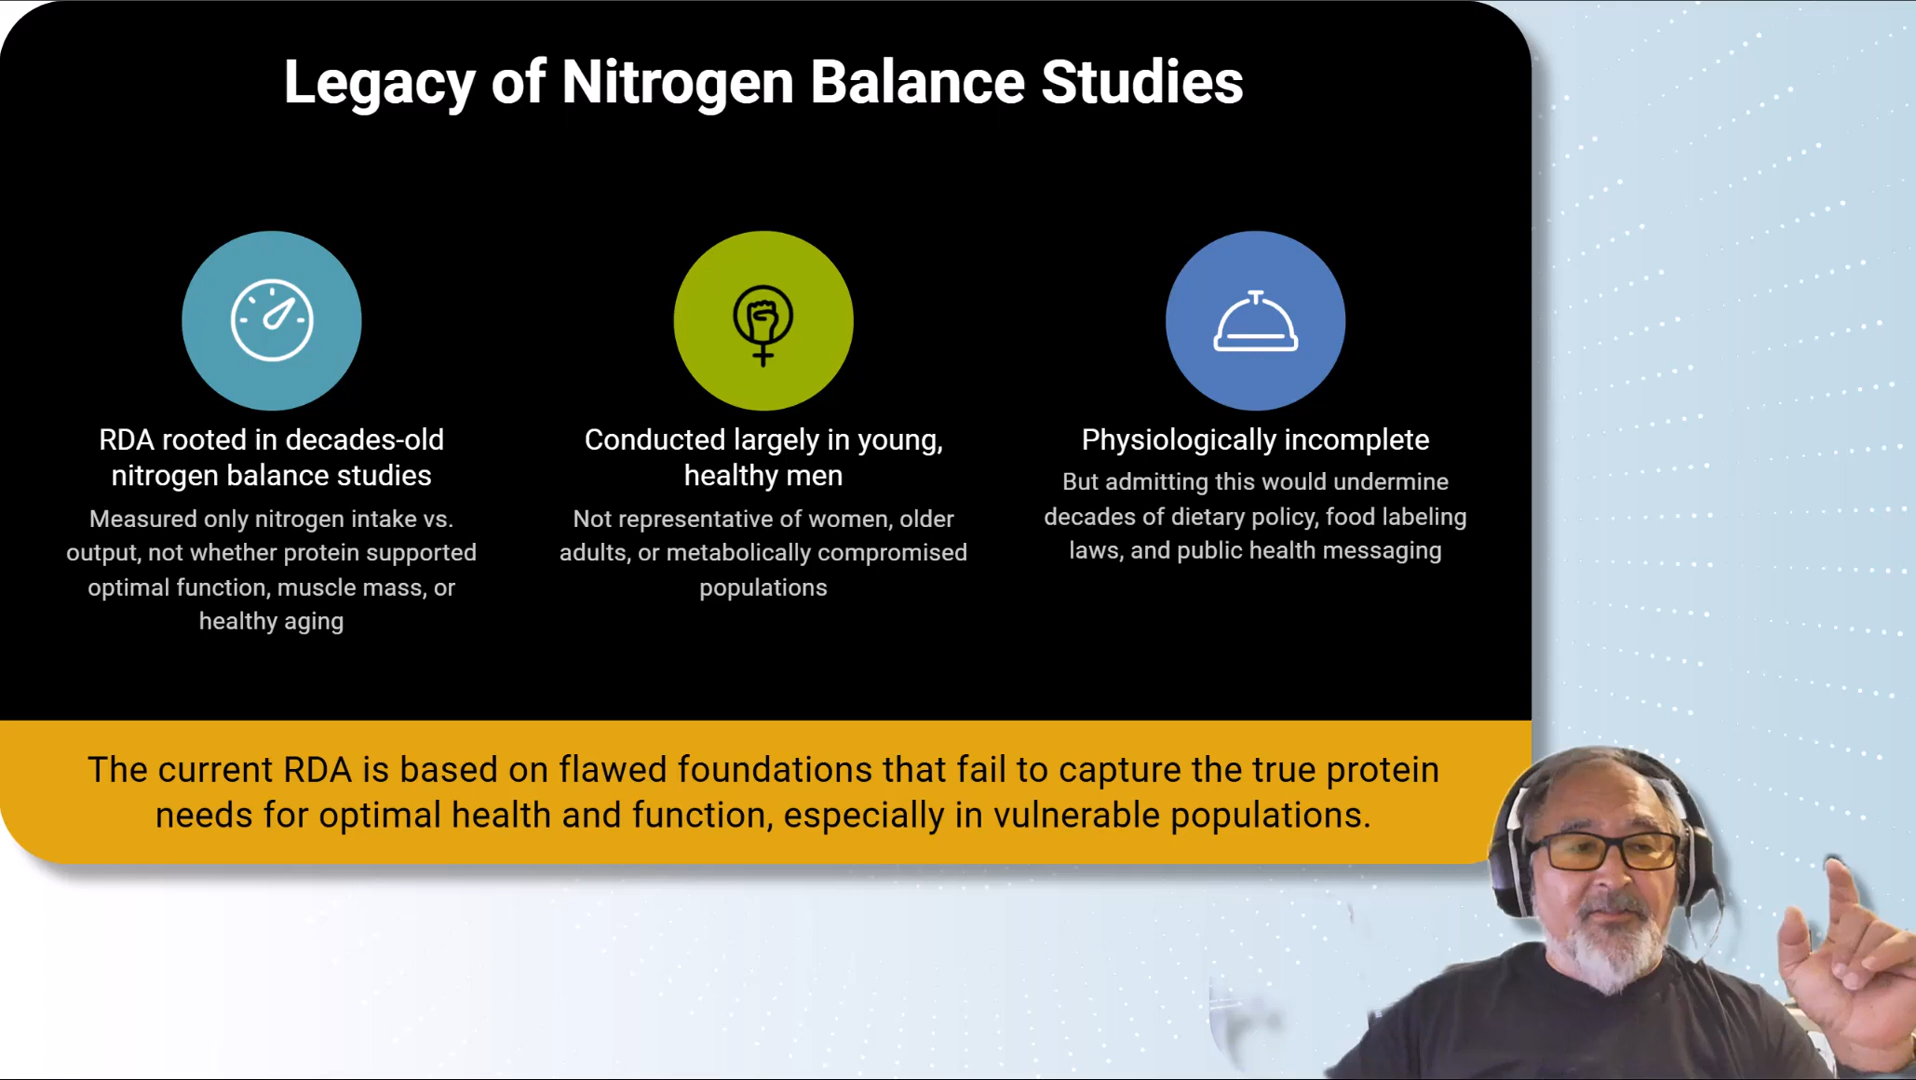 Legacy of Nitrogen Balance Studies
RDA rooted in decades-old
nitrogen balance studies
Measured only nitrogen intake vs.
output, not whether protein supported
optimal function, muscle mass, or
healthy aging
Conducted largely in young,
healthy men
Not representative of women, older
adults, or metabolically compromised
populations
Physiologically incomplete
But admitting this would undermine
decades of dietary policy, food labeling
laws, and public health messaging
The current RDA is based on flawed foundations that fail to capture the true protein
needs for optimal health and function, especially in vulnerable populations.